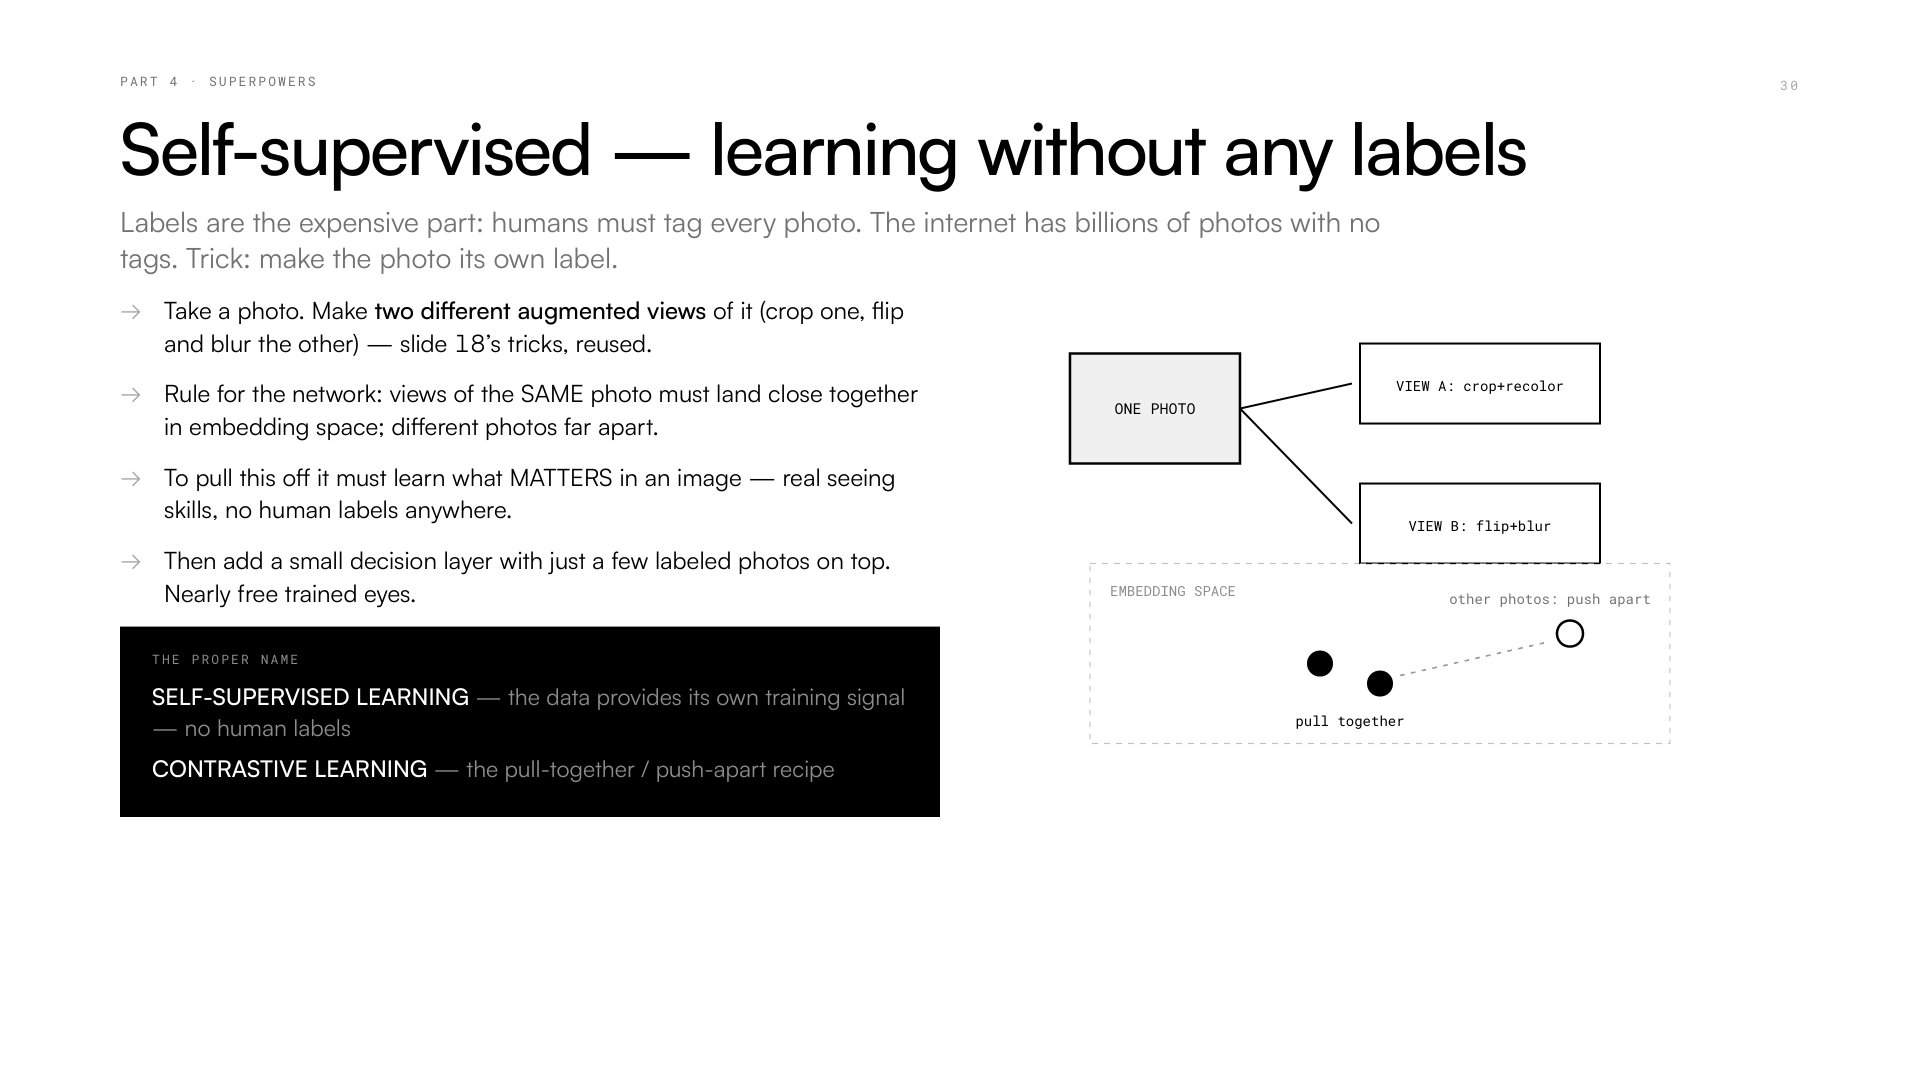 PART 4 · SUPERPOWERS
30
Self-supervised — learning without any labels
Labels are the expensive part: humans must tag every photo. The internet has billions of photos with no
tags. Trick: make the photo its own label.
→ Take a photo. Make two different augmented views of it (crop one, flip
and blur the other) — slide 18’s tricks, reused.
→ Rule for the network: views of the SAME photo must land close together
in embedding space; different photos far apart.
→ To pull this off it must learn what MATTERS in an image — real seeing
skills, no human labels anywhere.
→ Then add a small decision layer with just a few labeled photos on top.
Nearly free trained eyes.
THE PROPER NAME
SELF-SUPERVISED LEARNING — the data provides its own training signal
— no human labels
CONTRASTIVE LEARNING — the pull-together / push-apart recipe
ONE PHOTO
VIEW A: crop+recolor
VIEW B: flip+blur
EMBEDDING SPACE
other photos: push apart
pull together